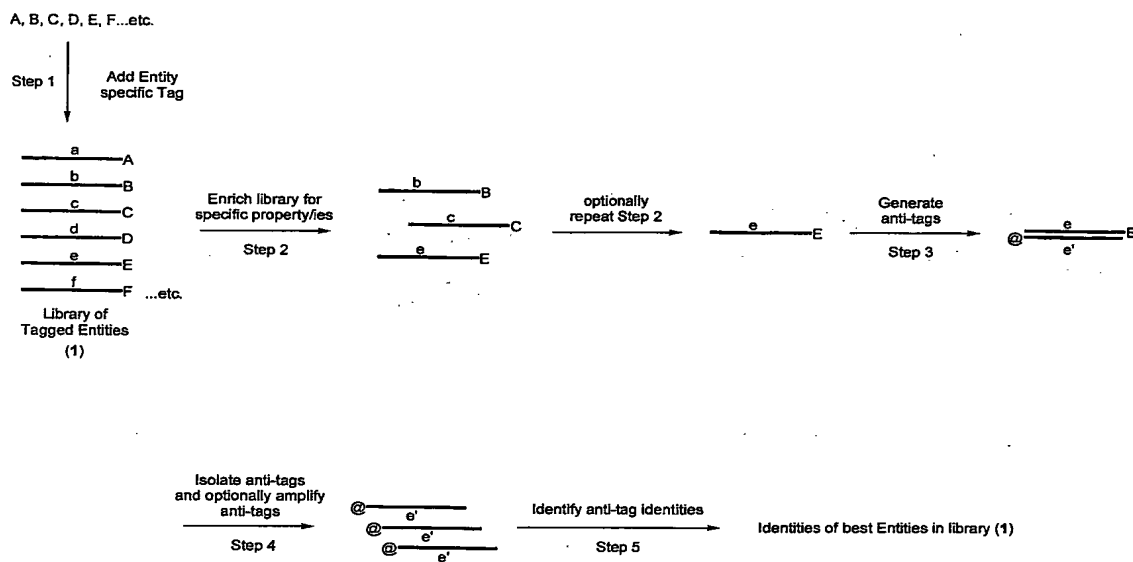 A, B, C, D, E, F...etc.
Step 1
Add Entity
specific Tag
a
A
b
B
c
C
d
D
e
E
f
F ...etc.
Library of
Tagged Entities
(1)
Enrich library for
specific property/ies
Step 2
b
B
c
C
e
E
optionally
repeat Step 2
e
E
Generate
anti-tags
Step 3
e
E
@
e'
Isolate anti-tags
and optionally amplify
anti-tags
Step 4
@
e'
@
e'
@
e'
Identify anti-tag identities
Step 5
Identities of best Entities in library (1)